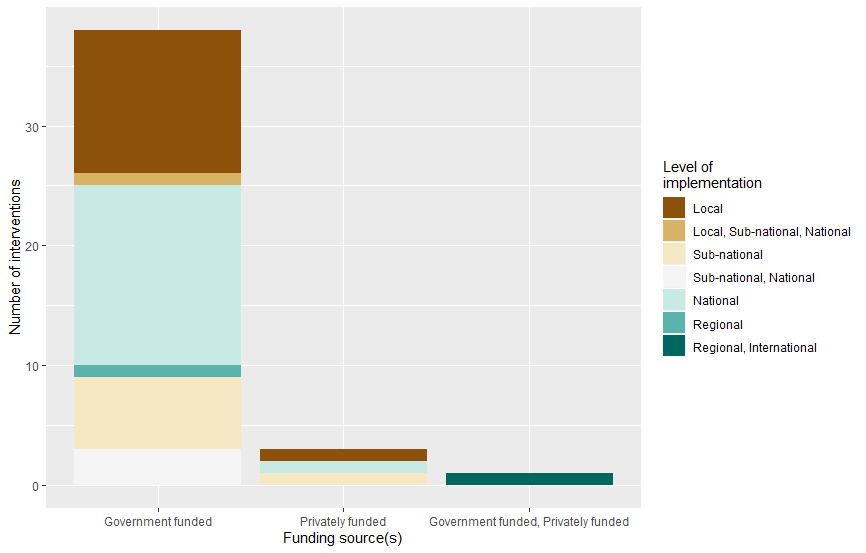 30
20
10
0
Number of interventions
Government funded
Privately funded
Government funded, Privately funded
Funding source(s)
Level of
implementation
Local
Local, Sub-national, National
Sub-national
Sub-national, National
National
Regional
Regional, International